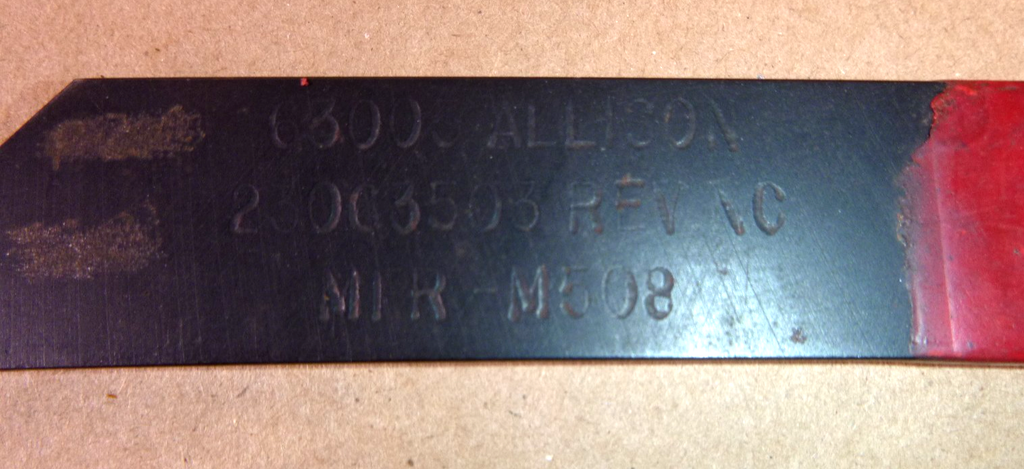 63005 ALLISON
23063503 REV NC
MFR - M508